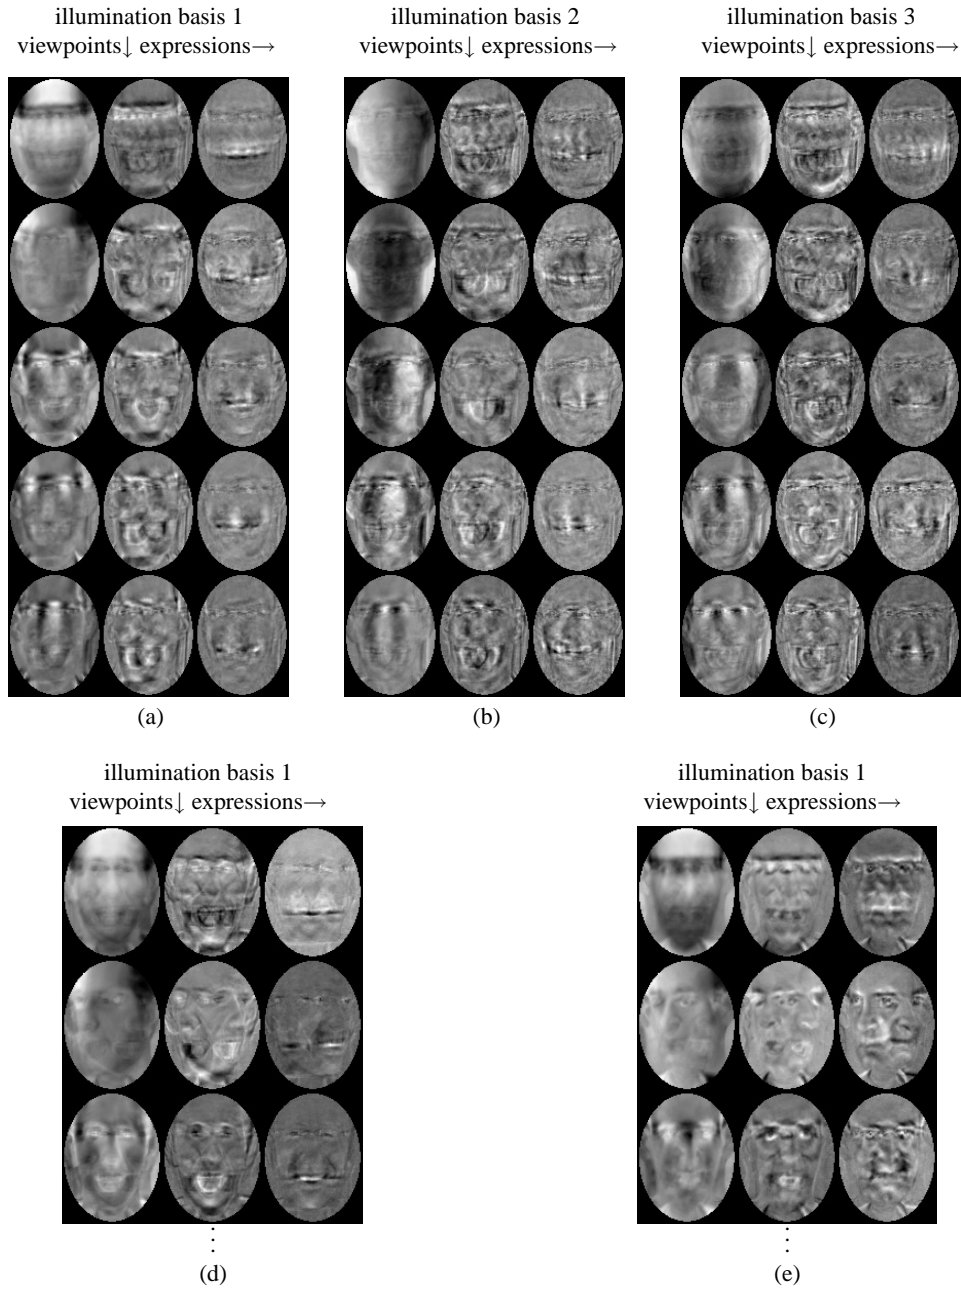 illumination basis 1
viewpoints↓ expressions→
illumination basis 2
viewpoints↓ expressions→
illumination basis 3
viewpoints↓ expressions→
(a)
(b)
(c)
illumination basis 1
viewpoints↓ expressions→
illumination basis 1
viewpoints↓ expressions→
(d)
(e)